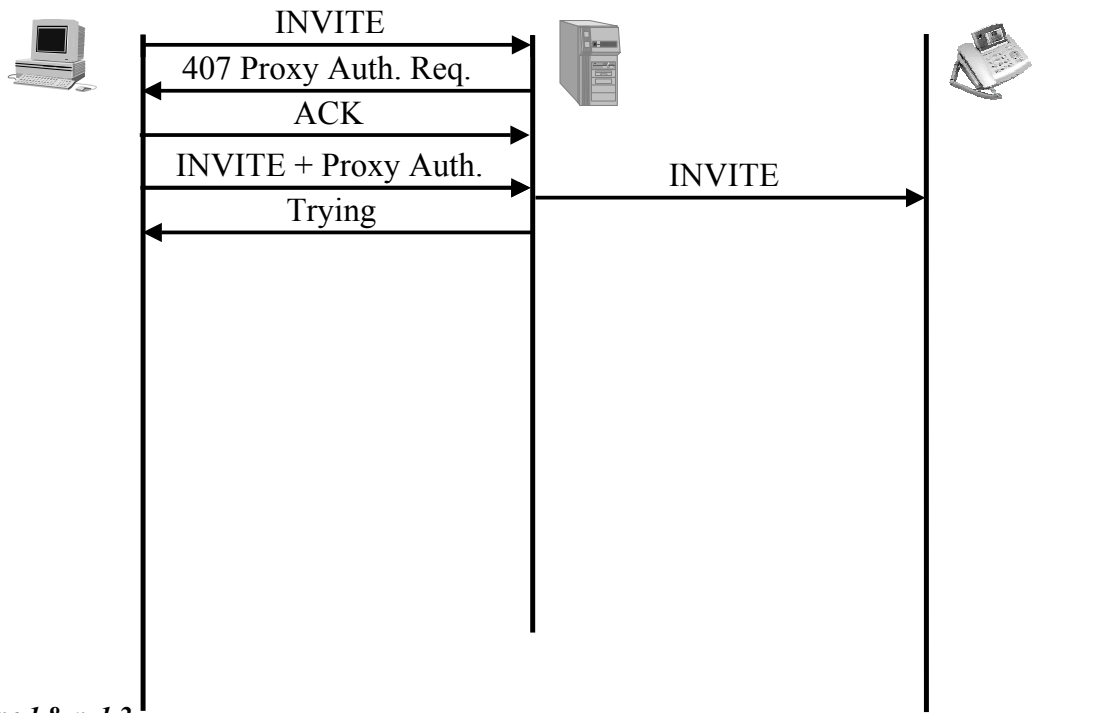 INVITE
407 Proxy Auth. Req.
ACK
INVITE + Proxy Auth.
INVITE
Trying